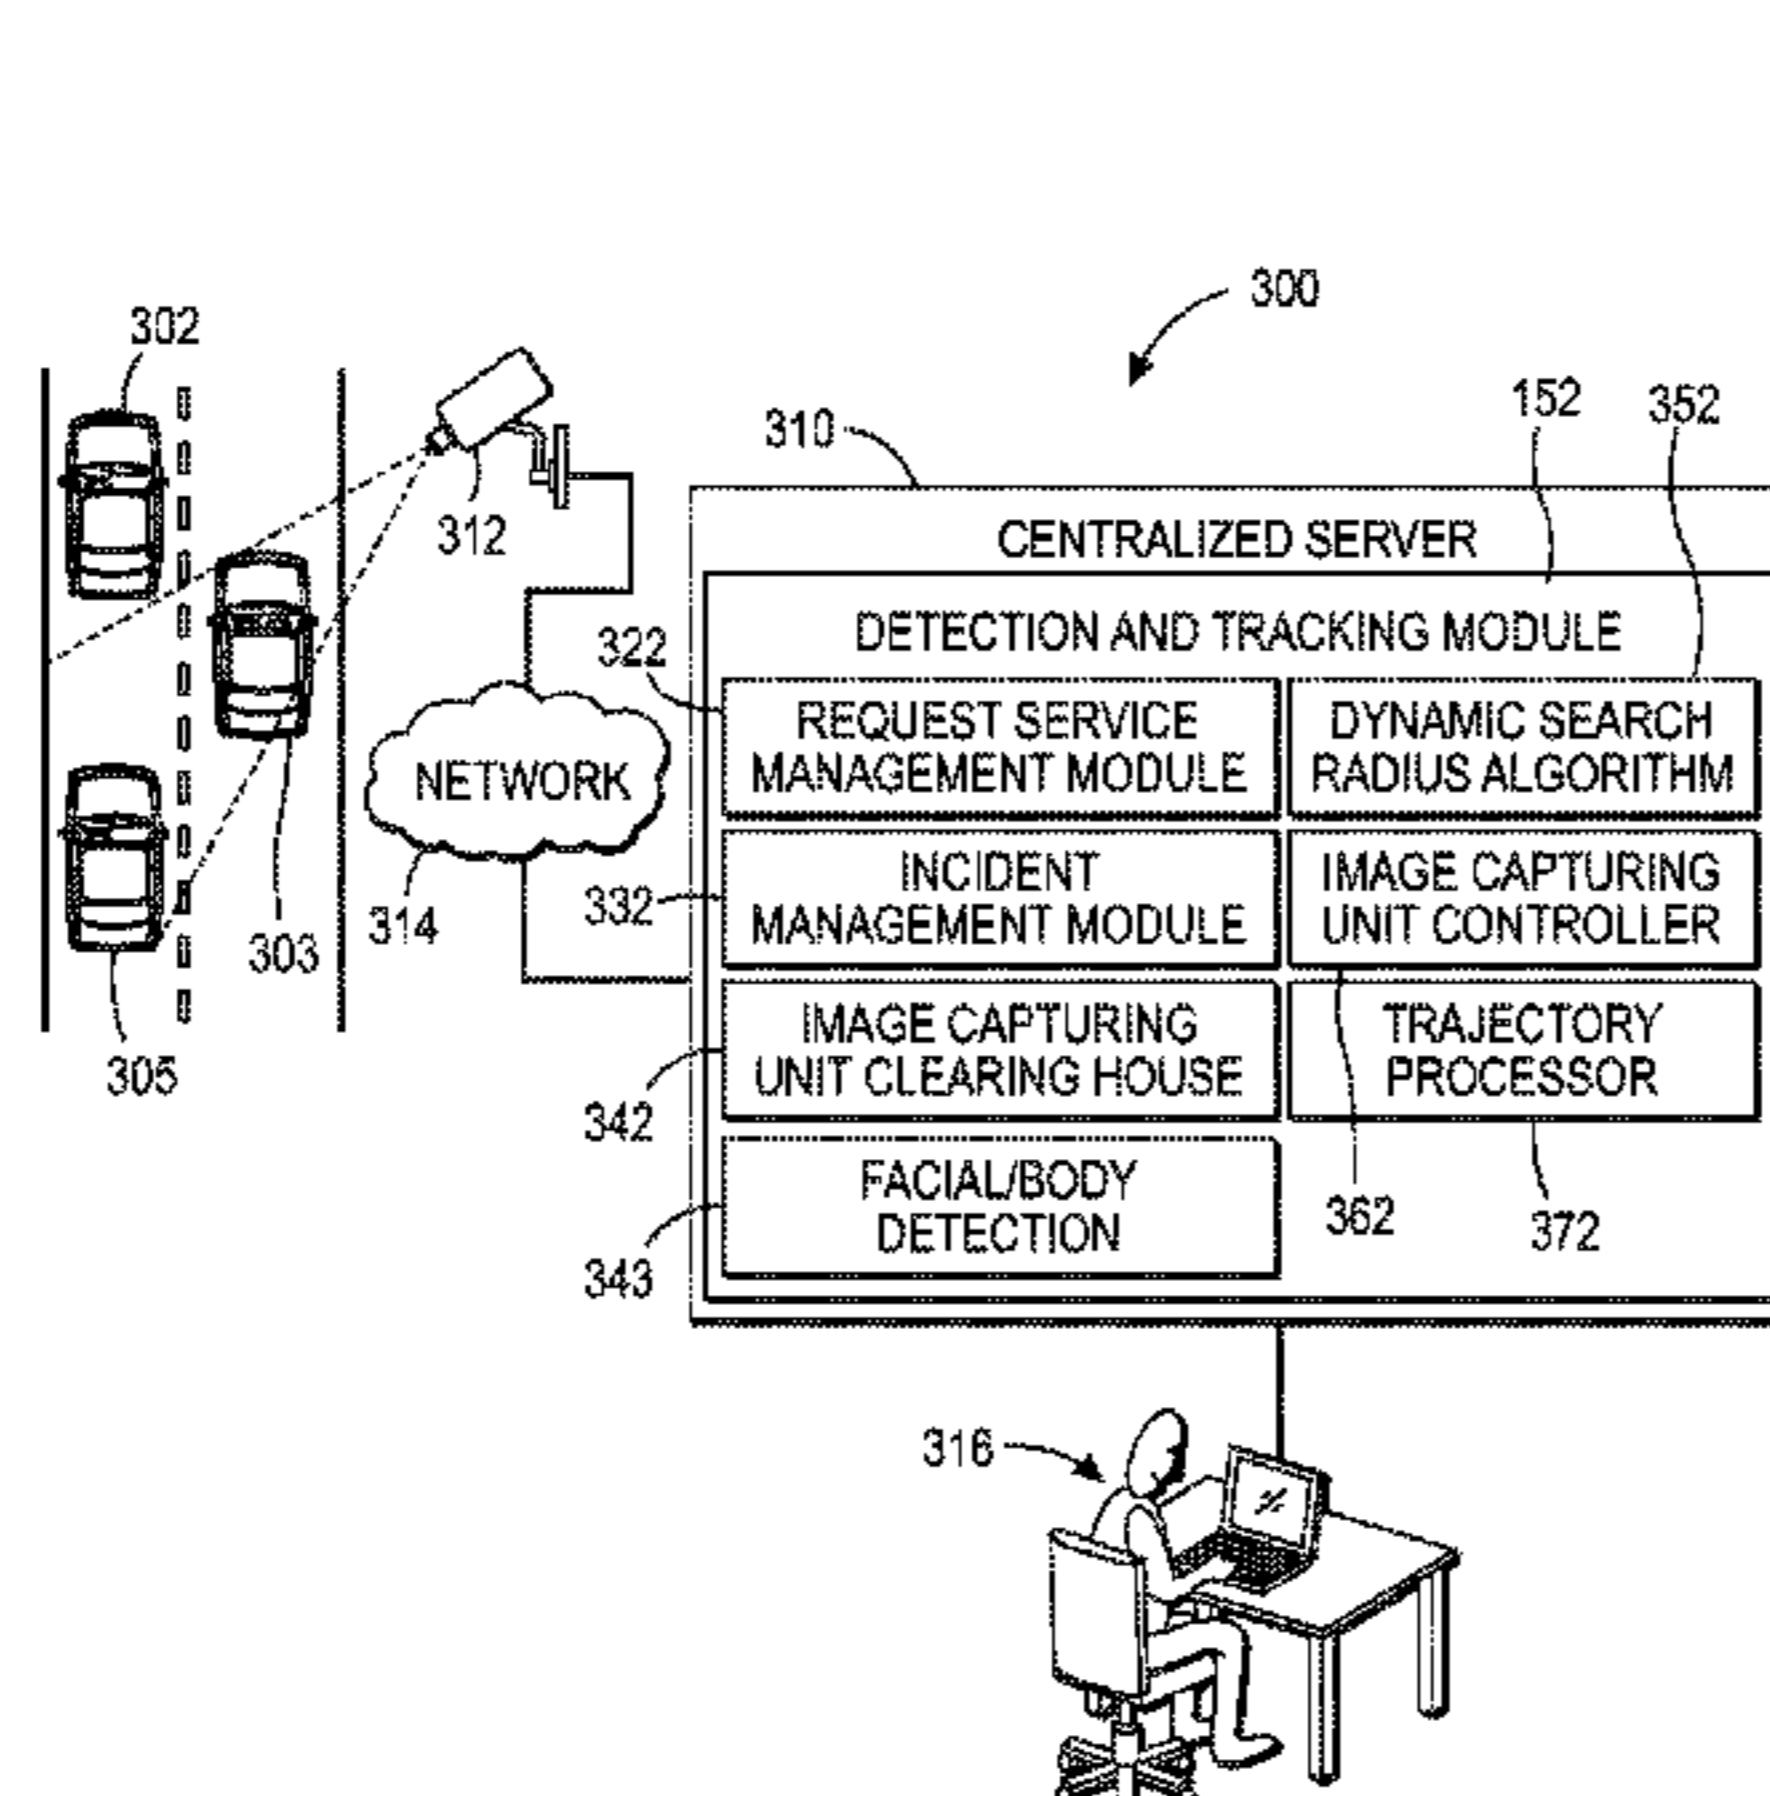 300
302
152
352
310
312
CENTRALIZED SERVER
DETECTION AND TRACKING MODULE
322
REQUEST SERVICE
MANAGEMENT MODULE
DYNAMIC SEARCH
RADIUS ALGORITHM
NETWORK
314
303
305
332
INCIDENT
MANAGEMENT MODULE
IMAGE CAPTURING
UNIT CONTROLLER
342
IMAGE CAPTURING
UNIT CLEARING HOUSE
TRAJECTORY
PROCESSOR
343
FACIAL/BODY
DETECTION
362
372
316